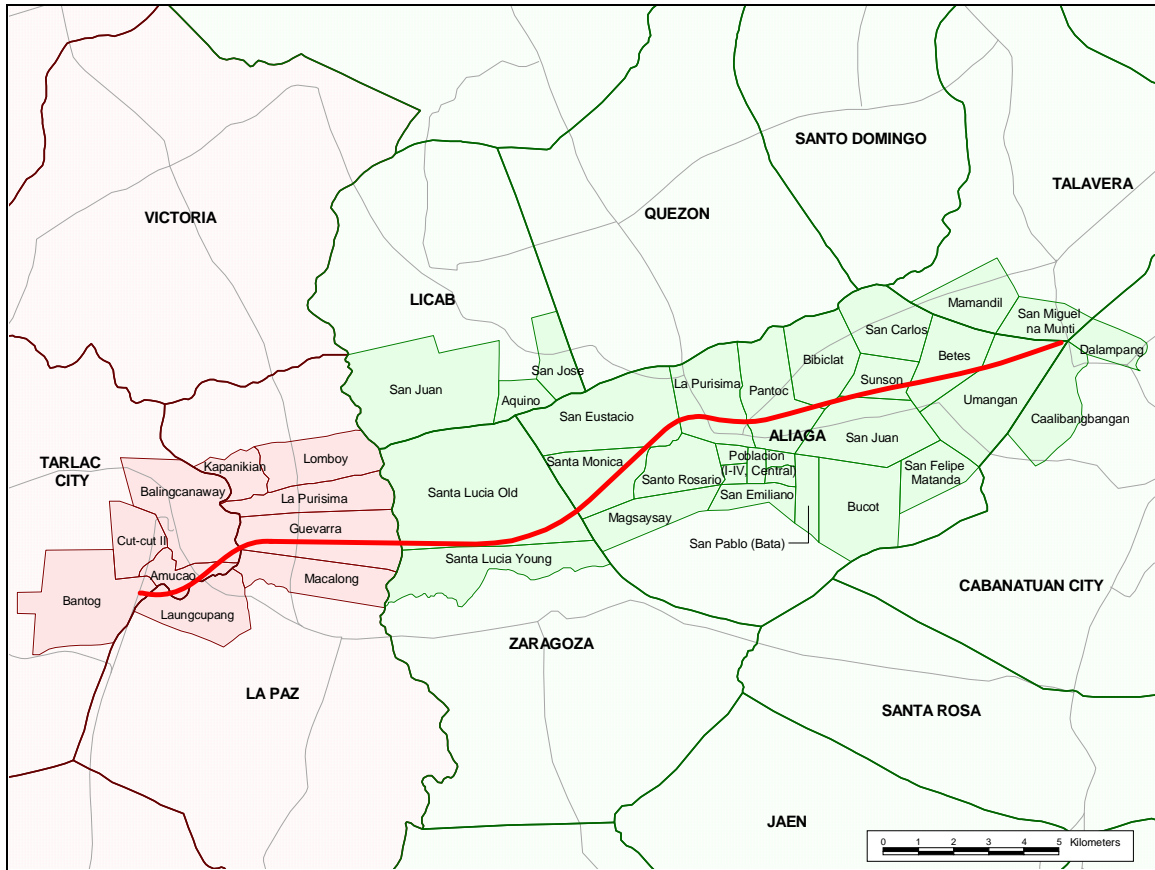 SANTO DOMINGO
TALAVERA
VICTORIA
QUEZON
LICAB
Mamandil
San Miguel
na Munti
San Carlos
Dalampang
Betes
Bibiclat
San Jose
La Purisima
Sunson
San Juan
Pantoc
Aquino
Umangan
San Eustacio
Caalibangbangan
ALIAGA
San Juan
TARLAC
CITY
Lomboy
Kapanikian
Poblacion
(I-IV, Central)
Santa Monica
San Felipe
Matanda
Balingcanaway
Santo Rosario
Santa Lucia Old
La Purisima
San Emiliano
Bucot
Magsaysay
Guevarra
Cut-cut II
San Pablo (Bata)
Santa Lucia Young
Amucao
Macalong
CABANATUAN CITY
Bantog
Laungcupang
ZARAGOZA
LA PAZ
SANTA ROSA
JAEN
0 1 2 3 4 5 Kilometers